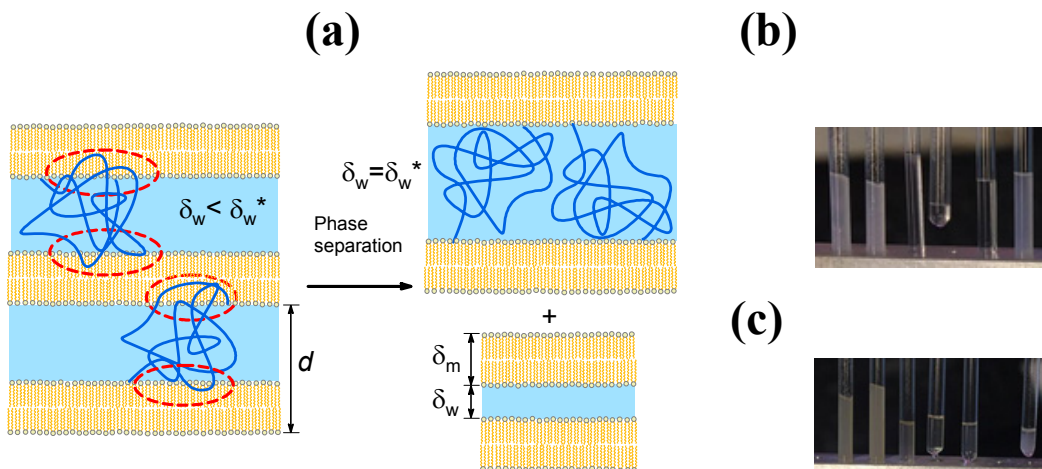 (a)
(b)
δw < δw*
δw=δw*
Phase
separation
d
+
δm
δw
(c)